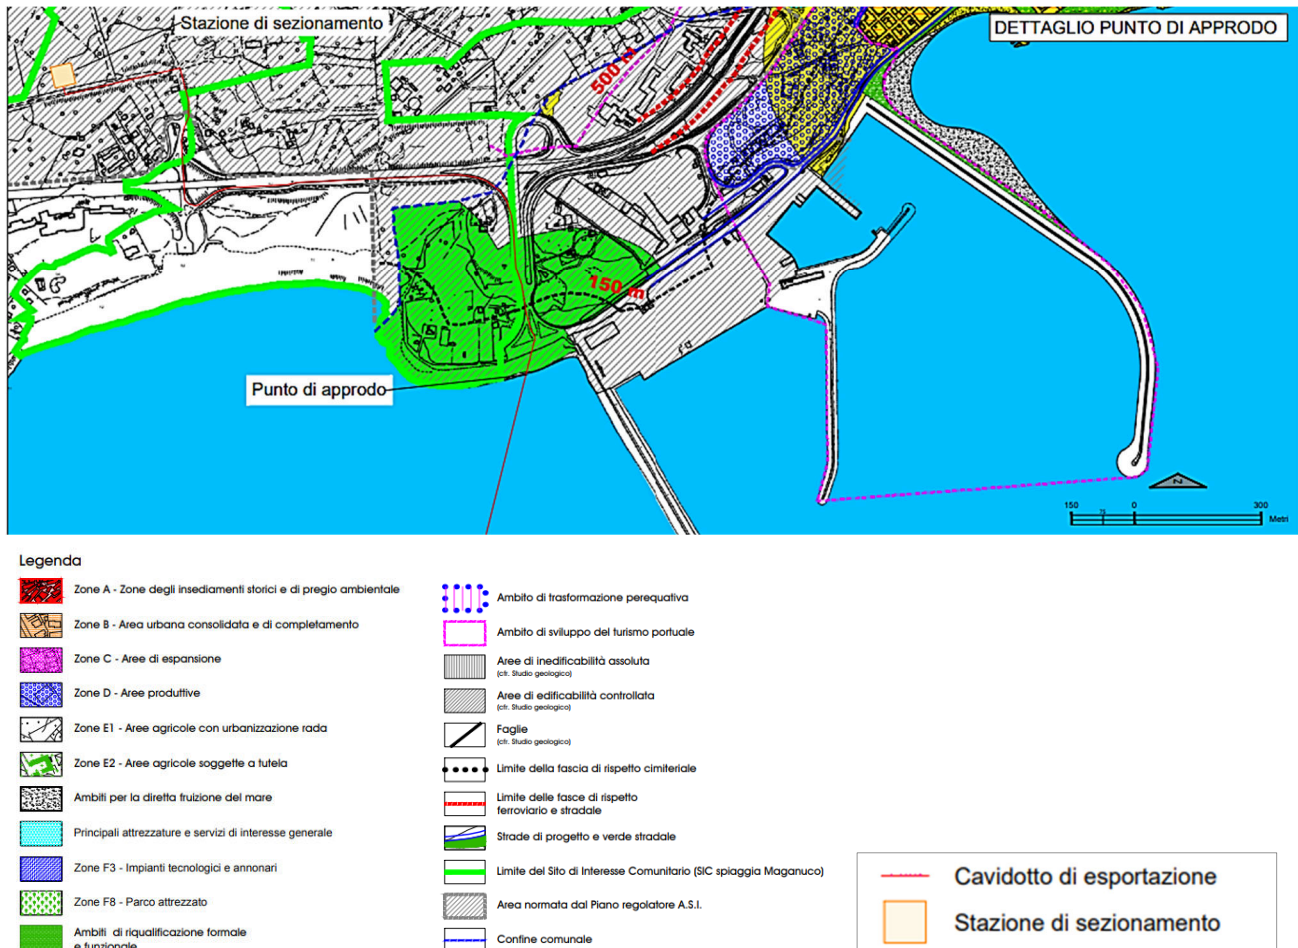 Stazione di sezionamento
DETTAGLIO PUNTO DI APPRODO
500 m
150 m
Punto di approdo
N
150
75
0
300
Metri
Legenda
Zone A - Zone degli insediamenti storici e di pregio ambientale
Zone B - Area urbana consolidata e di completamento
Zone C - Aree di espansione
Zone D - Aree produttive
Zone E1 - Aree agricole con urbanizzazione rada
Zone E2 - Aree agricole soggette a tutela
Ambiti per la diretta fruizione del mare
Principali attrezzature e servizi di interesse generale
Zone F3 - Impianti tecnologici e annonari
Zone F8 - Parco attrezzato
Ambiti di riqualificazione formale
e funzionale
Ambito di trasformazione perequativa
Ambito di sviluppo del turismo portuale
Aree di inedificabilità assoluta
(cfr. Studio geologico)
Aree di edificabilità controllata
(cfr. Studio geologico)
Faglie
(cfr. Studio geologico)
Limite della fascia di rispetto cimiteriale
Limite delle fasce di rispetto
ferroviario e stradale
Strade di progetto e verde stradale
Limite del Sito di Interesse Comunitario (SIC spiaggia Maganuco)
Area normata dal Piano regolatore A.S.I.
Confine comunale
Cavidotto di esportazione
Stazione di sezionamento